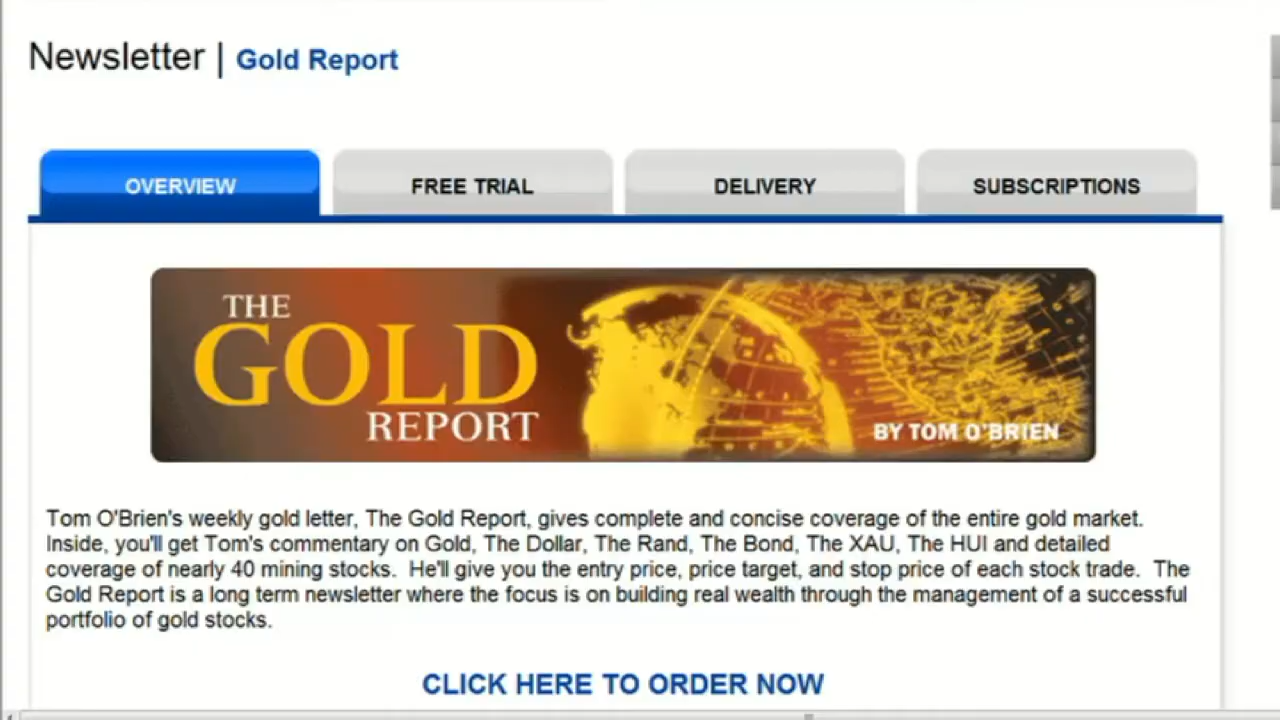 Newsletter | Gold Report
OVERVIEW
FREE TRIAL
DELIVERY
SUBSCRIPTIONS
THE
GOLD
REPORT
BY TOM O'BRIEN
Tom O'Brien's weekly gold letter, The Gold Report, gives complete and concise coverage of the entire gold market.
Inside, you'll get Tom's commentary on Gold, The Dollar, The Rand, The Bond, The XAU, The HUI and detailed
coverage of nearly 40 mining stocks.  He'll give you the entry price, price target, and stop price of each stock trade.  The
Gold Report is a long term newsletter where the focus is on building real wealth through the management of a successful
portfolio of gold stocks.
CLICK HERE TO ORDER NOW